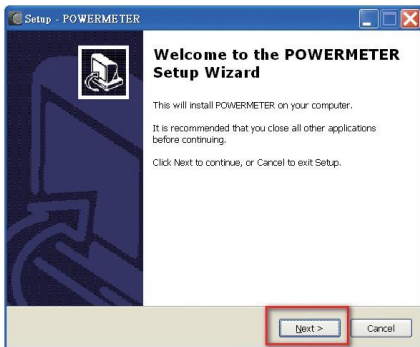 Setup - POWERMETER
Welcome to the POWERMETER
Setup Wizard
This will install POWERMETER on your computer.
It is recommended that you close all other applications
before continuing.
Click Next to continue, or Cancel to exit Setup.
Next >
Cancel